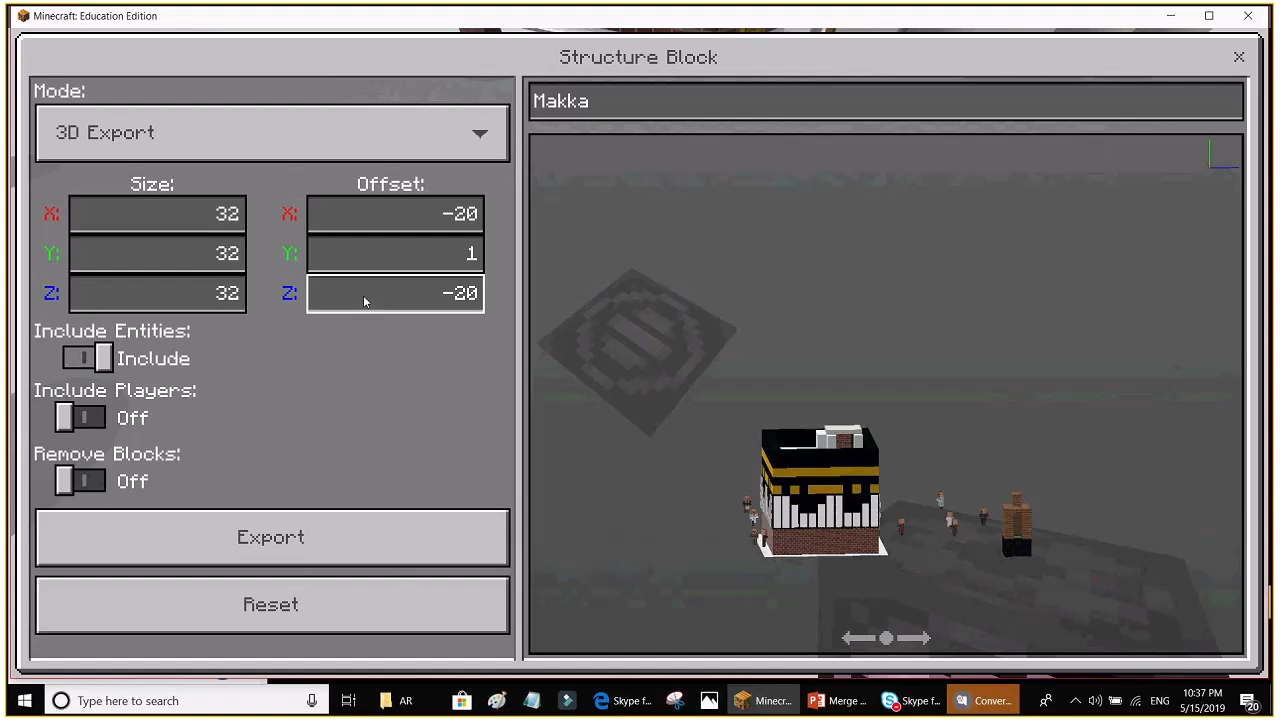 Minecraft: Education Edition
Structure Block
Mode:
3D Export
Makka
Size:
Offset:
X: 32
X: -20
Y: 32
Y: 1
Z: 32
Z: -20
Include Entities:
Include
Include Players:
Off
Remove Blocks:
Off
Export
Reset
Type here to search
AR
Skype f...
Minecr...
Merge ...
Skype f...
Conver...
ENG
10:37 PM
5/15/2019
20